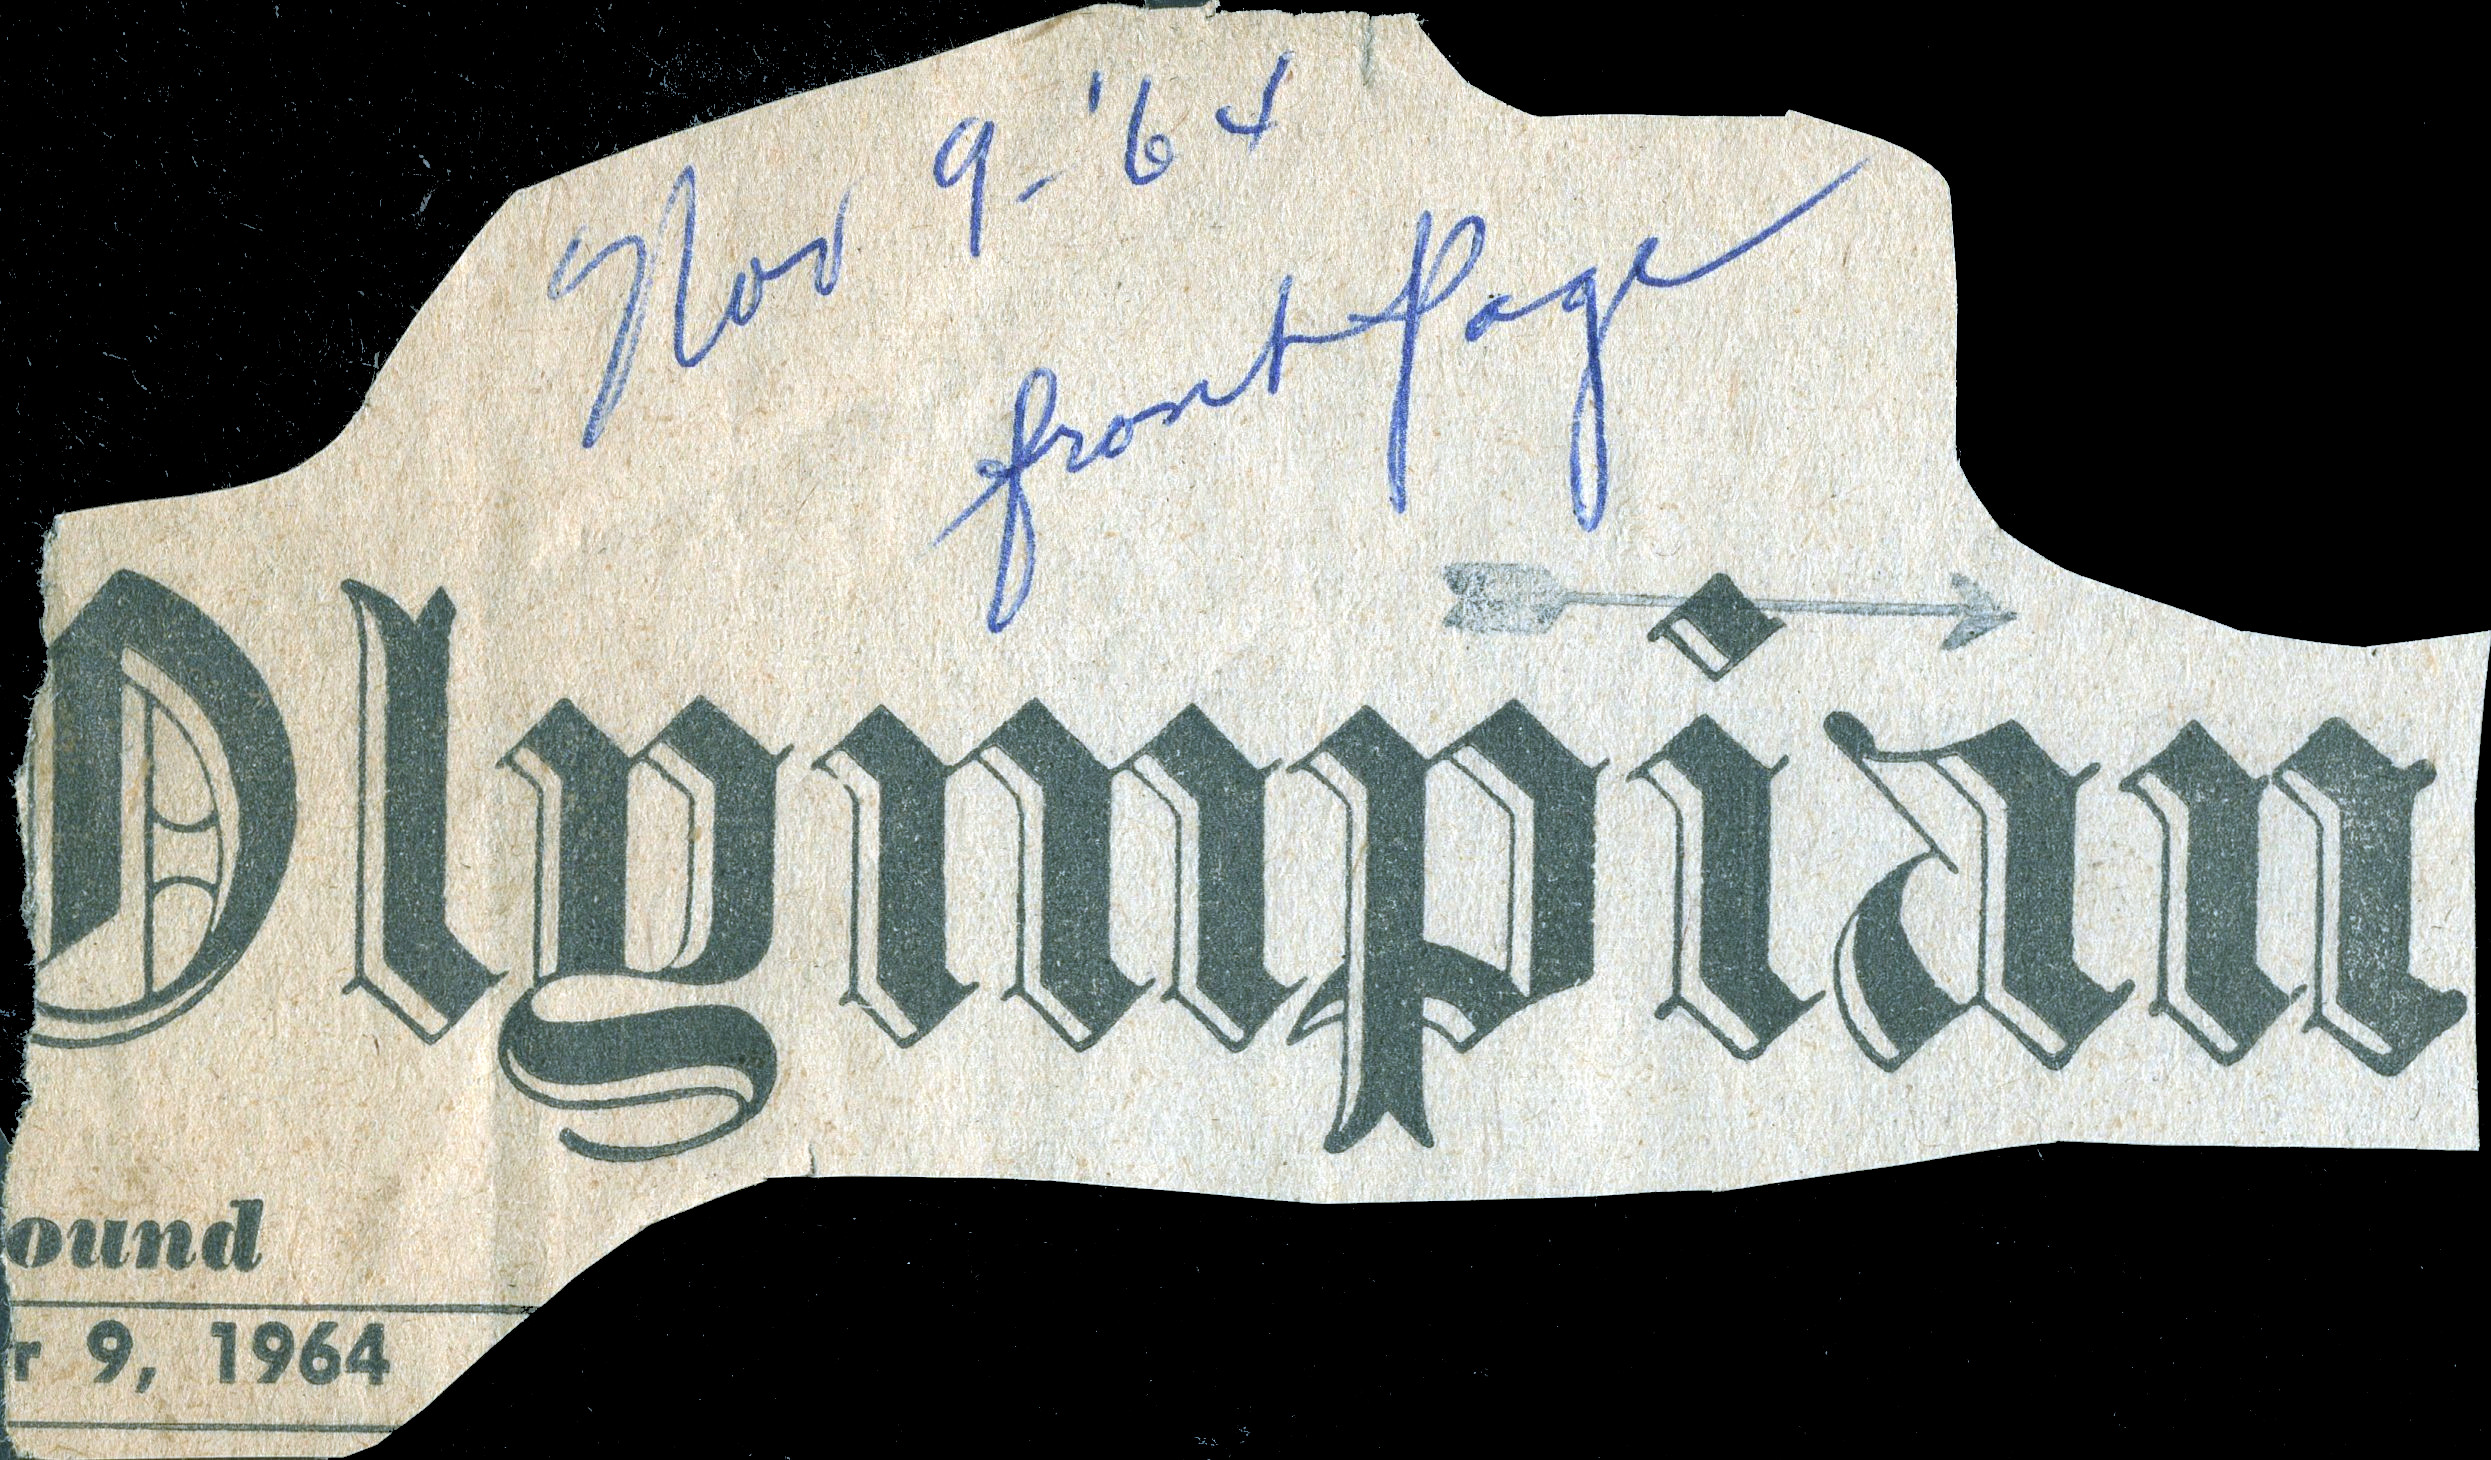 Nov 9-'64
front page
Olympian
ound
r 9, 1964